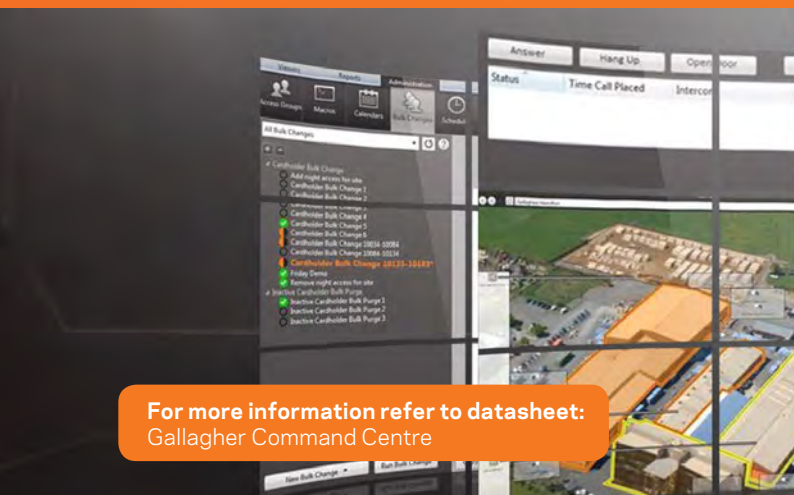 Viewers
Reports
Administration
Access Groups
Macros
Calendars
Bulk Changes
All Bulk Changes
Cardholder Bulk Change
Add night access for site
Cardholder Bulk Change 1
Cardholder Bulk Change 2
Cardholder Bulk Change 4
Cardholder Bulk Change 5
Cardholder Bulk Change 6
Cardholder Bulk Change 10034-10084
Cardholder Bulk Change 10084-10134
Friday Demo
Remove night access for site
Inactive Cardholder Bulk Purge
Inactive Cardholder Bulk Purge 1
Inactive Cardholder Bulk Purge 2
Inactive Cardholder Bulk Purge 3
New Bulk Change
Run Bulk Change
Answer
Hang Up
Open Door
Status
Time Call Placed
For more information refer to datasheet:
Gallagher Command Centre